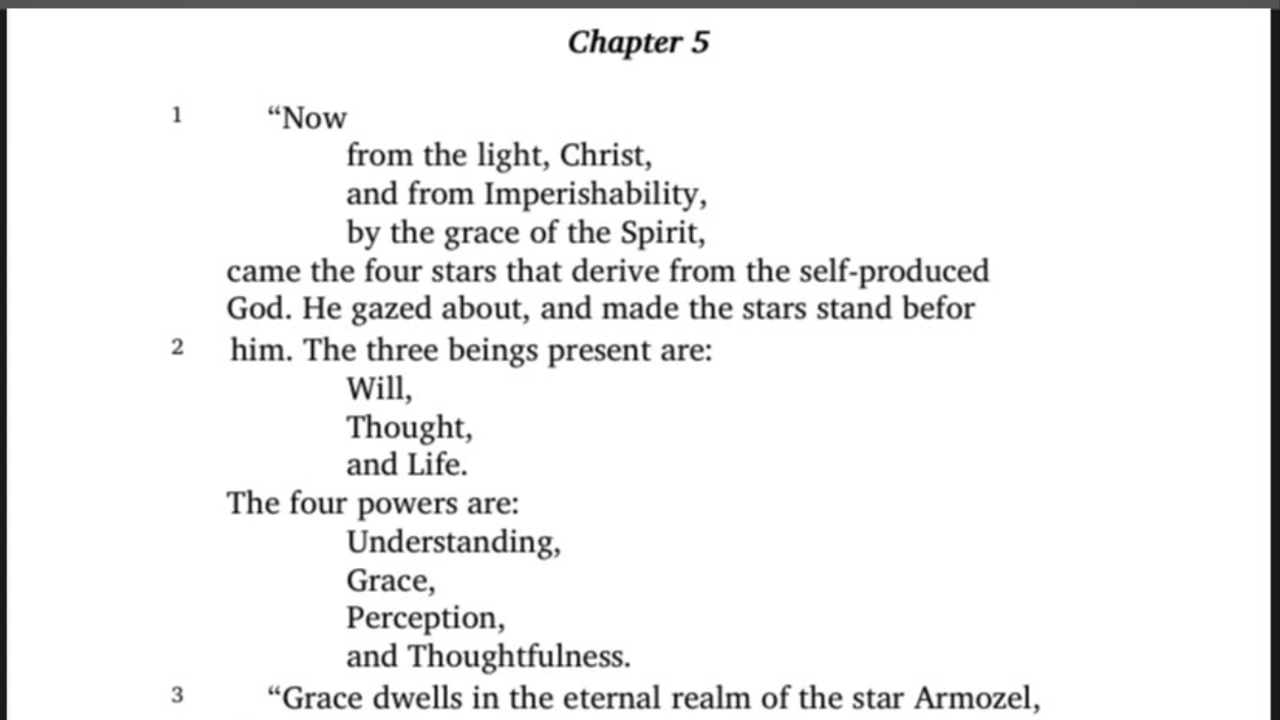 Chapter 5
1 “Now
from the light, Christ,
and from Imperishability,
by the grace of the Spirit,
came the four stars that derive from the self-produced
God. He gazed about, and made the stars stand befor
2 him. The three beings present are:
Will,
Thought,
and Life.
The four powers are:
Understanding,
Grace,
Perception,
and Thoughtfulness.
3 “Grace dwells in the eternal realm of the star Armozel,